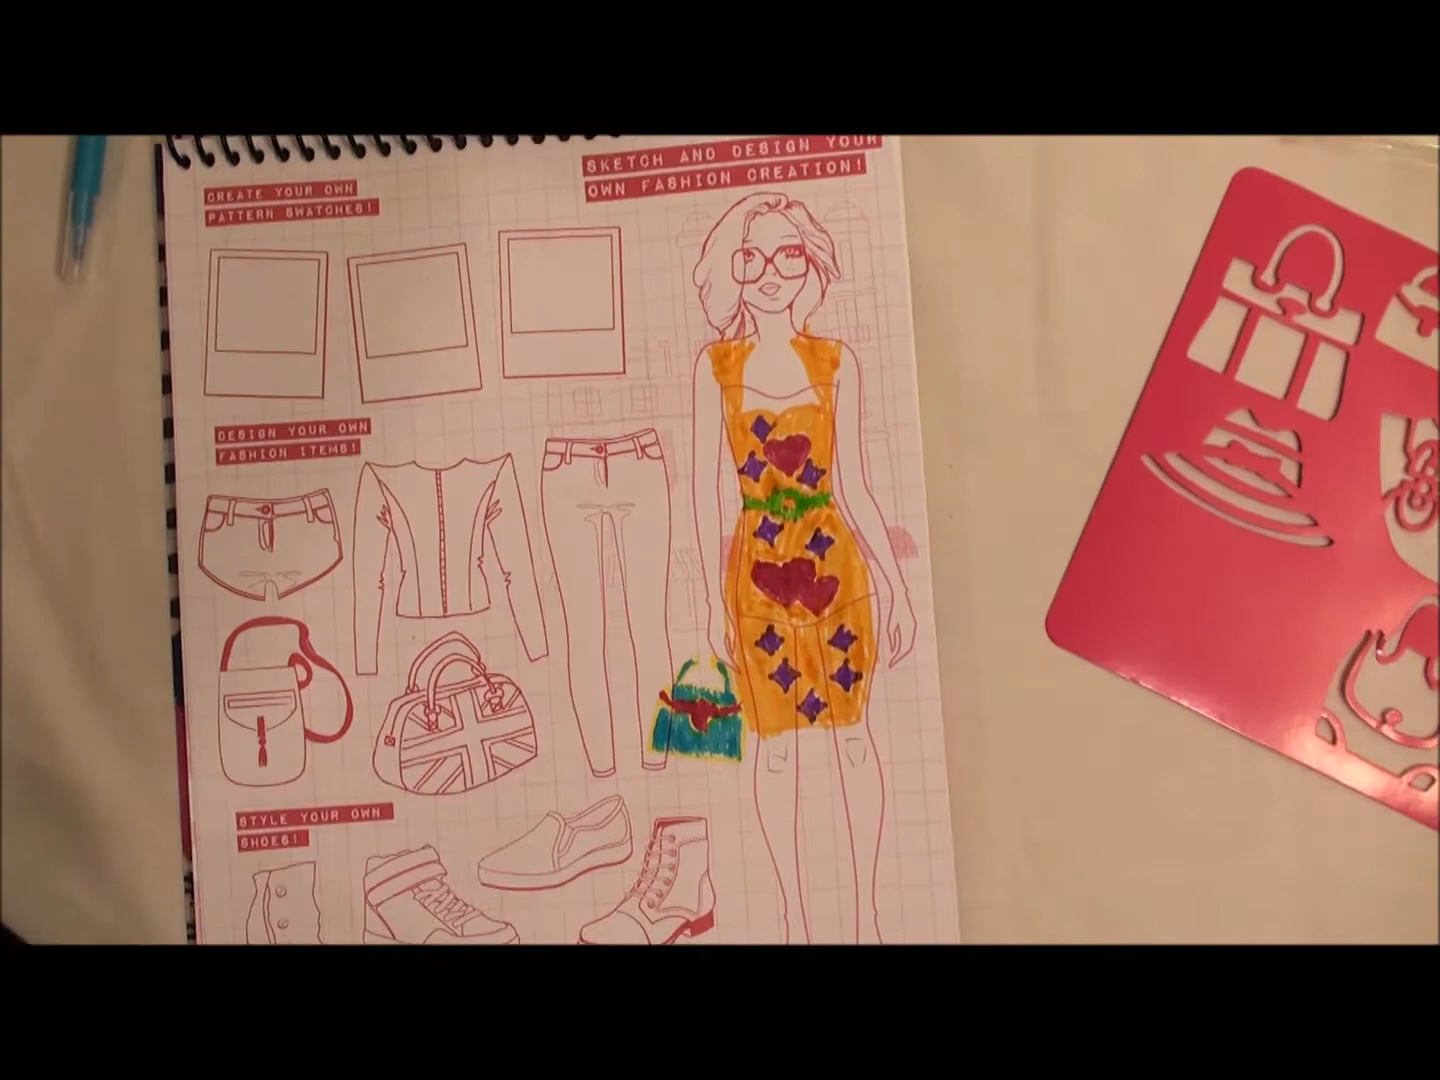 CREATE YOUR OWN
PATTERN SWATCHES!
SKETCH AND DESIGN YOUR
OWN FASHION CREATION!
DESIGN YOUR OWN
FASHION ITEMS!
STYLE YOUR OWN
SHOES!